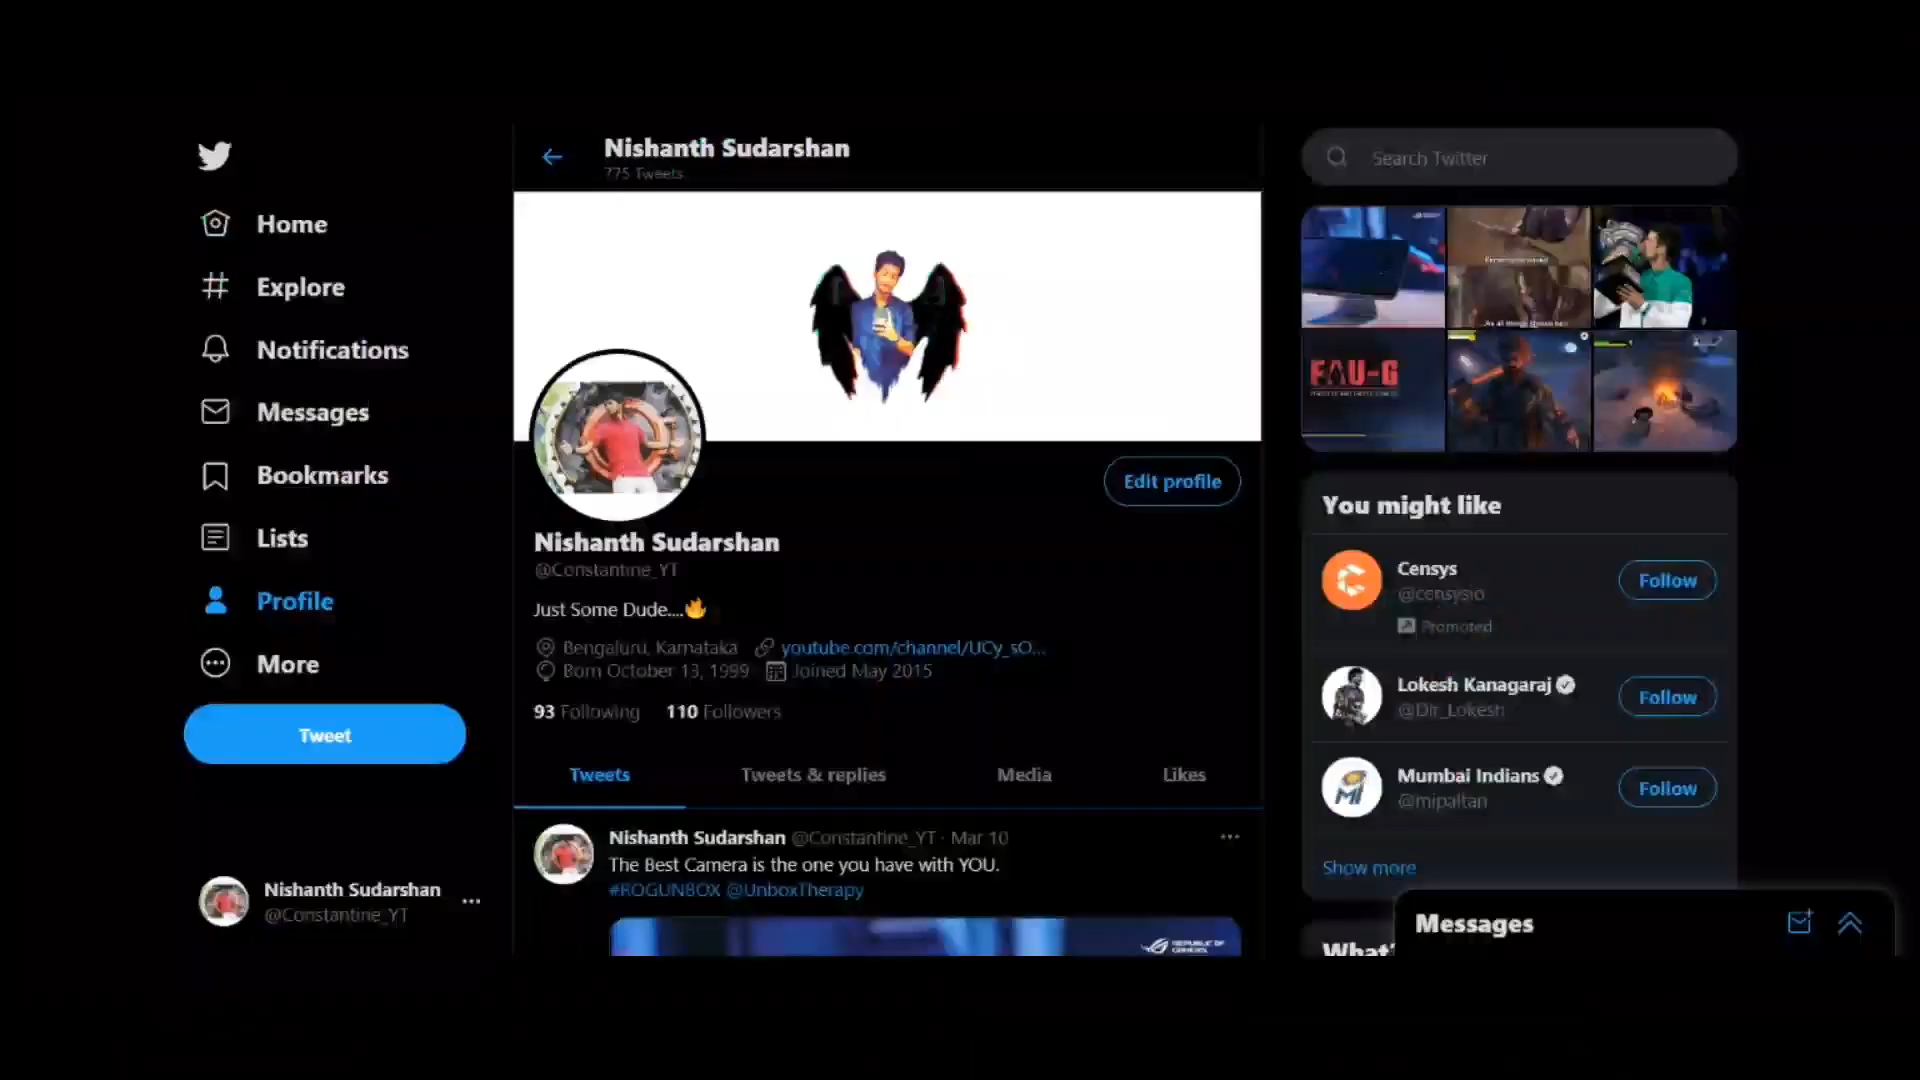 Nishanth Sudarshan
775 Tweets
Search Twitter
Home
Explore
Notifications
Messages
Bookmarks
Lists
Profile
More
Tweet
Nishanth Sudarshan
@Constantine_YT
Edit profile
Nishanth Sudarshan
@Constantine_YT
Just Some Dude....🔥
Bengaluru, Karnataka youtube.com/channel/UCy_sO...
Born October 13, 1999 Joined May 2015
93 Following 110 Followers
Tweets Tweets & replies Media Likes
Nishanth Sudarshan @Constantine_YT · Mar 10
The Best Camera is the one you have with YOU.
#ROGUNBOX @UnboxTherapy
REPUBLIC OF
GAMERS
FAU-G
You might like
Censys
@censysio
Promoted
Follow
Lokesh Kanagaraj
@Dir_Lokesh
Follow
Mumbai Indians
@mipaltan
Follow
Show more
What'
Messages